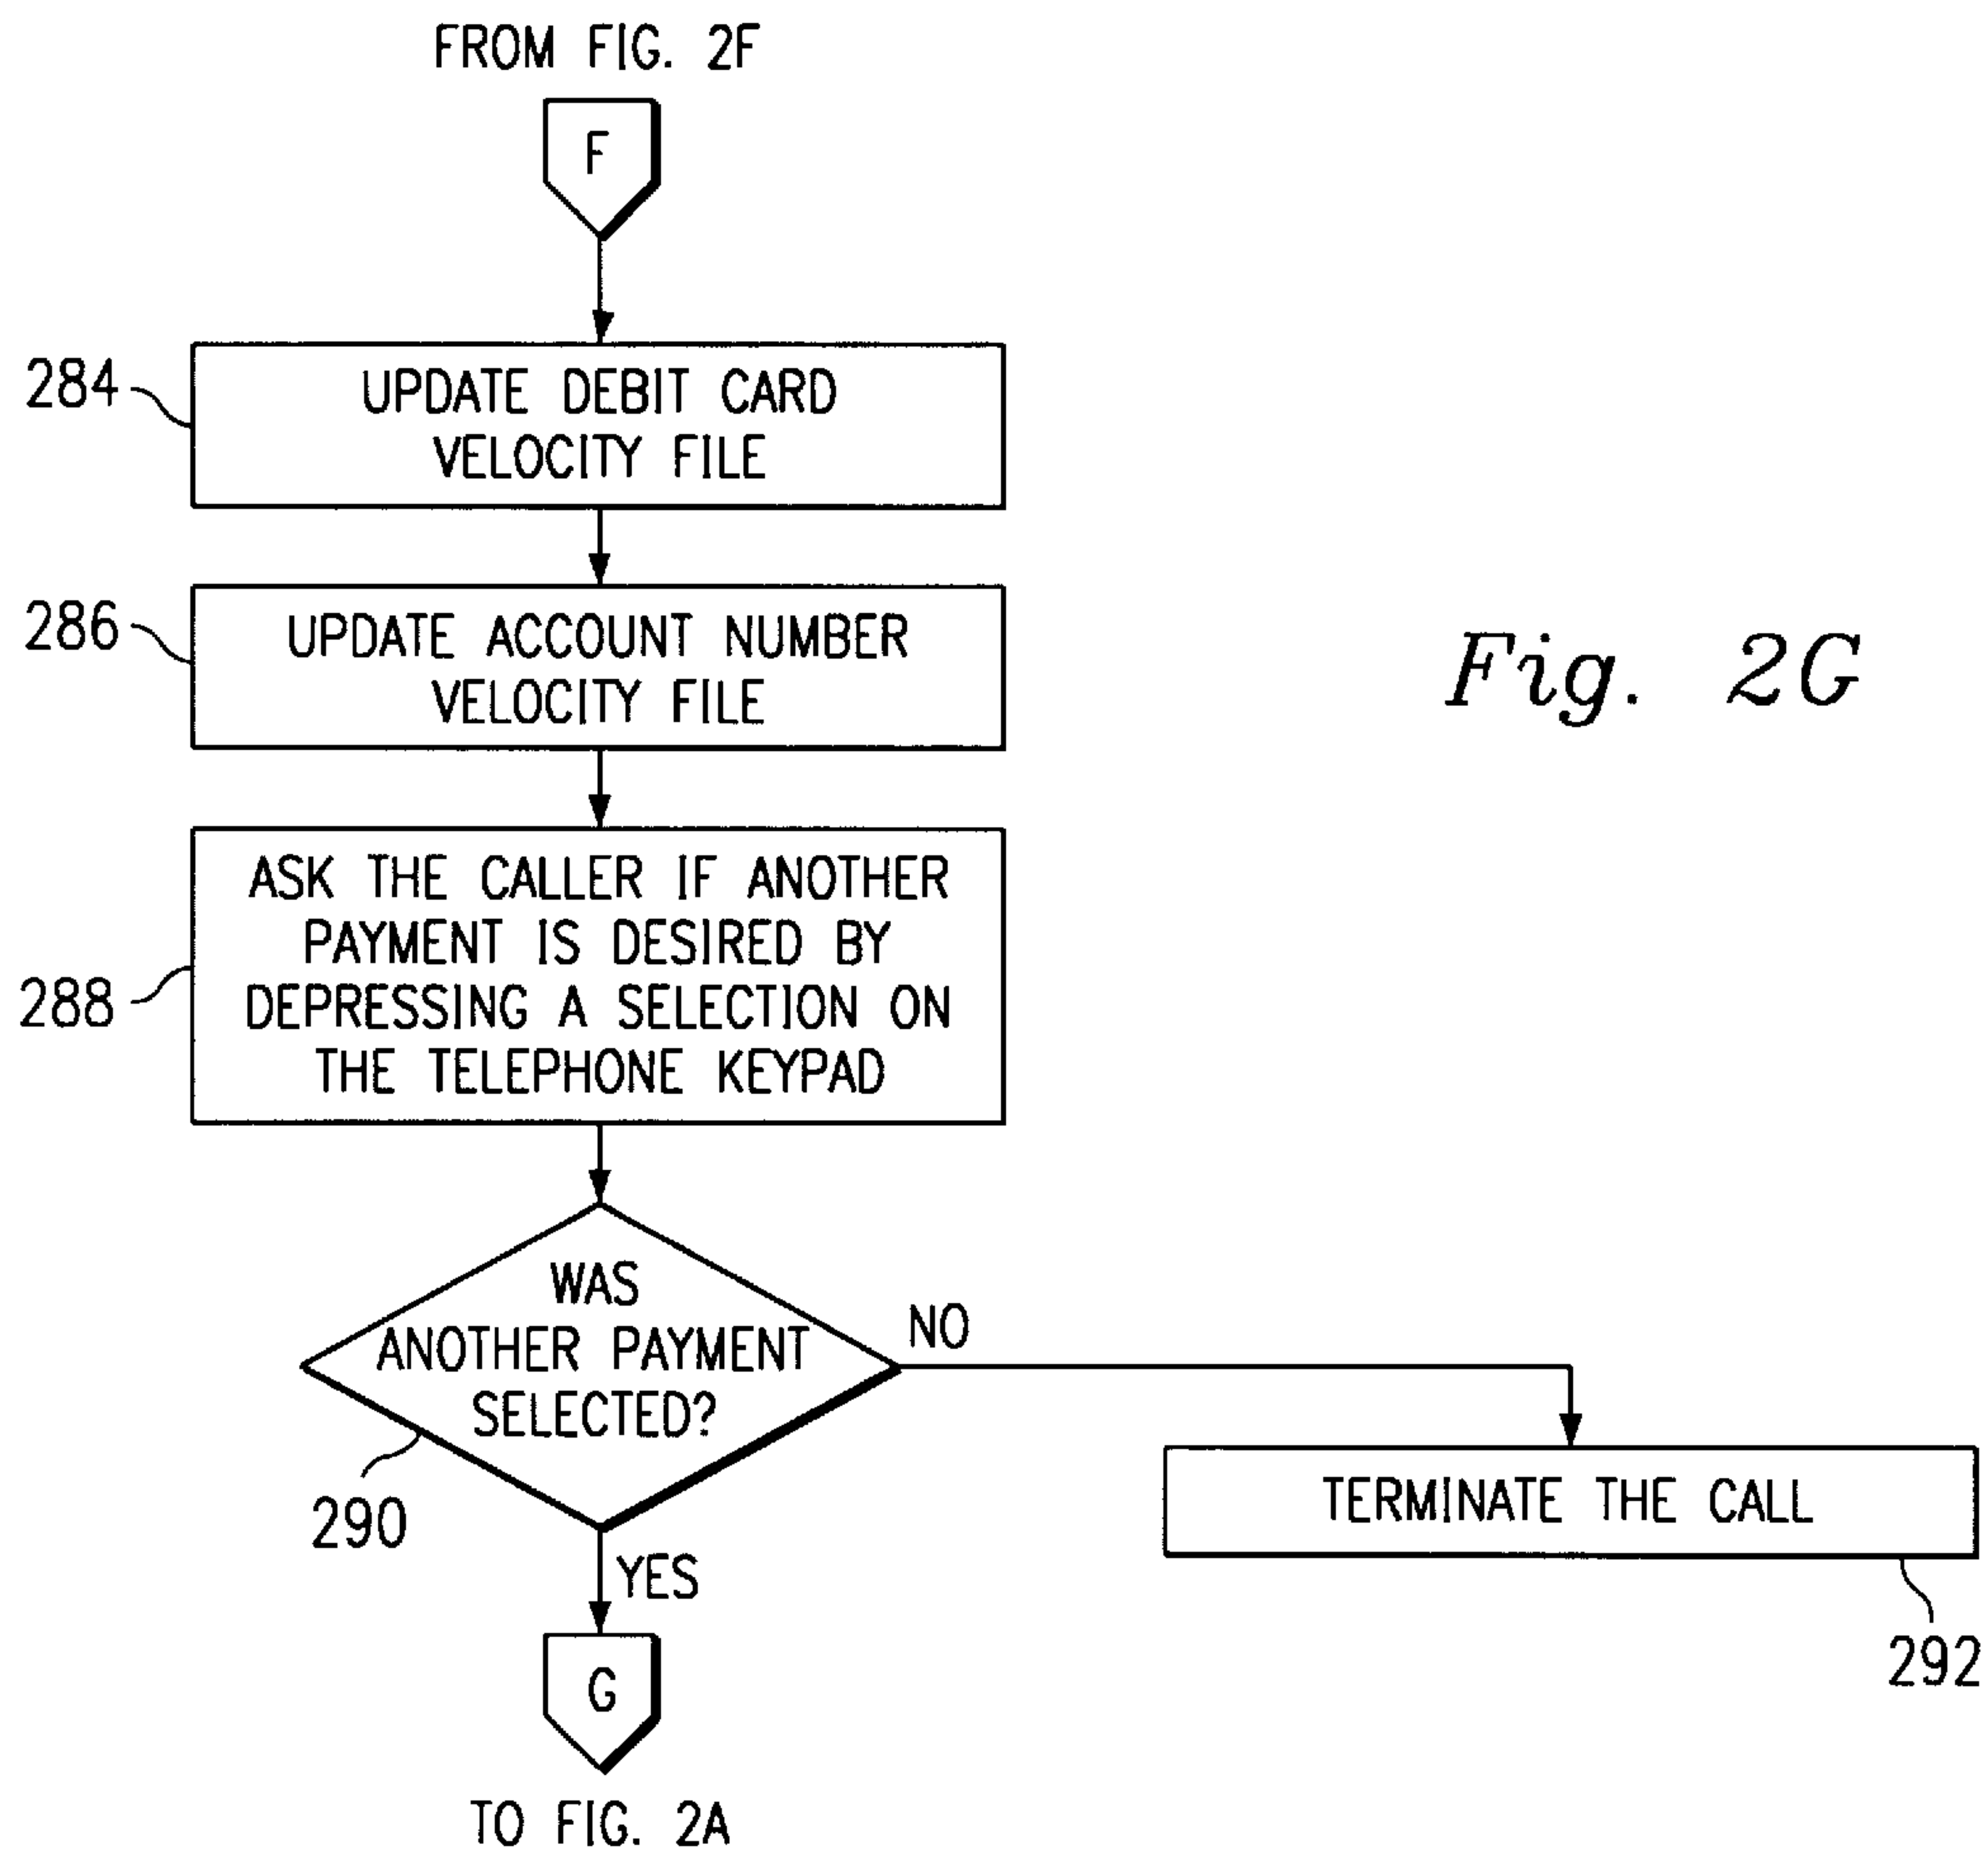 FROM FIG. 2F
F
284
UPDATE DEBIT CARD
VELOCITY FILE
286
UPDATE ACCOUNT NUMBER
VELOCITY FILE
Fig. 2G
288
ASK THE CALLER IF ANOTHER
PAYMENT IS DESIRED BY
DEPRESSING A SELECTION ON
THE TELEPHONE KEYPAD
WAS
ANOTHER PAYMENT
SELECTED?
NO
290
YES
TERMINATE THE CALL
292
G
TO FIG. 2A